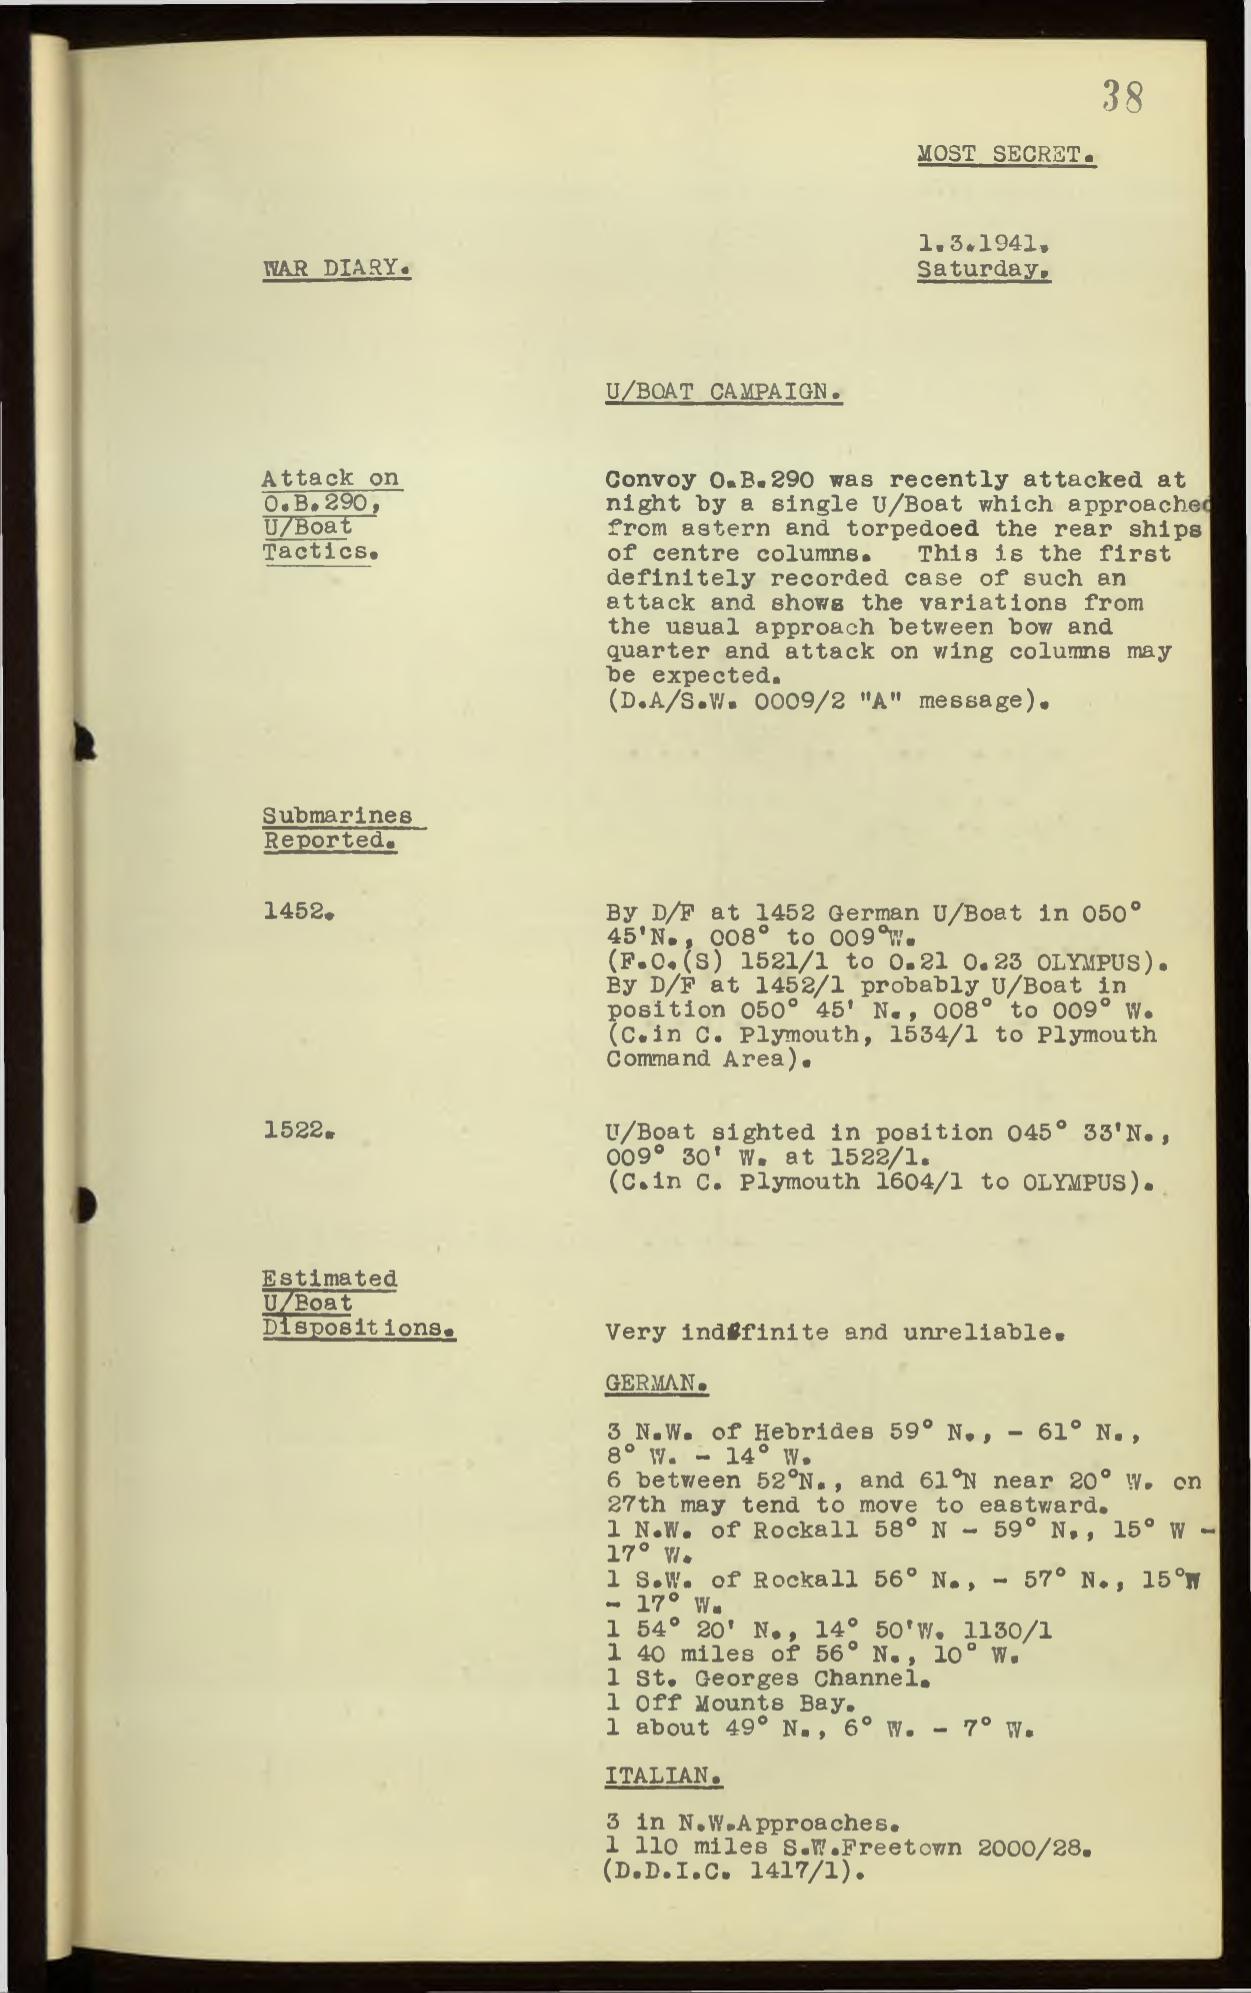 38
MOST SECRET.
1.3.1941.
WAR DIARY.
Saturday.
U/BOAT CAMPAIGN.
Attack on
O.B.290,
U/Boat
Tactics.
Convoy O.B.290 was recently attacked at
night by a single U/Boat which approached
from astern and torpedoed the rear ships
of centre columns. This is the first
definitely recorded case of such an
attack and shows the variations from
the usual approach between bow and
quarter and attack on wing columns may
be expected.
(D.A/S.W. 0009/2 "A" message).
Submarines
Reported.
1452.
By D/F at 1452 German U/Boat in 050°
45'N., 008° to 009°W.
(F.O.(S) 1521/1 to 0.21 0.23 OLYMPUS).
By D/F at 1452/1 probably U/Boat in
position 050° 45' N., 008° to 009° W.
(C.in C. Plymouth, 1534/1 to Plymouth
Command Area).
1522.
U/Boat sighted in position 045° 33'N.,
009° 30' W. at 1522/1.
(C.in C. Plymouth 1604/1 to OLYMPUS).
Estimated
U/Boat
Dispositions.
Very indefinite and unreliable.
GERMAN.
3 N.W. of Hebrides 59° N., - 61° N.,
8° W. - 14° W.
6 between 52°N., and 61°N near 20° W. on
27th may tend to move to eastward.
1 N.W. of Rockall 58° N - 59° N., 15° W -
17° W.
1 S.W. of Rockall 56° N., - 57° N., 15°W
- 17° W.
1 54° 20' N., 14° 50'W. 1130/1
1 40 miles of 56° N., 10° W.
1 St. Georges Channel.
1 Off Mounts Bay.
1 about 49° N., 6° W. - 7° W.
ITALIAN.
3 in N.W.Approaches.
1 110 miles S.W.Freetown 2000/28.
(D.D.I.C. 1417/1).